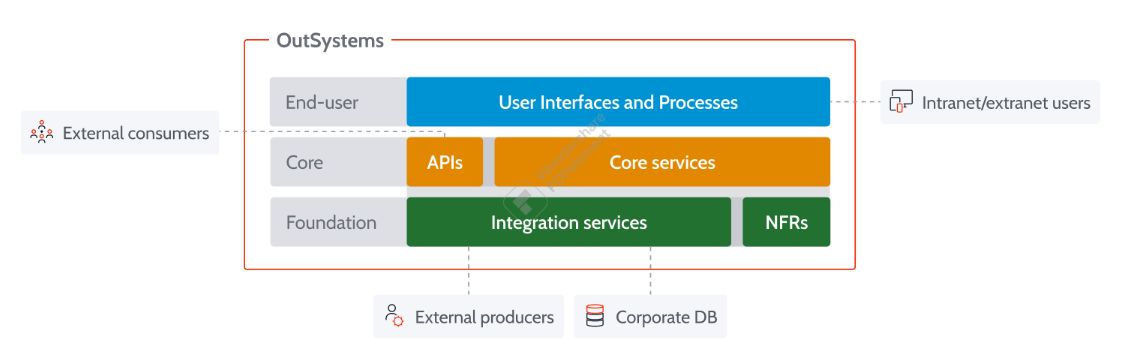 OutSystems
End-user
User Interfaces and Processes
Intranet/extranet users
External consumers
Core
APIs
Core services
Foundation
Integration services
NFRs
External producers
Corporate DB